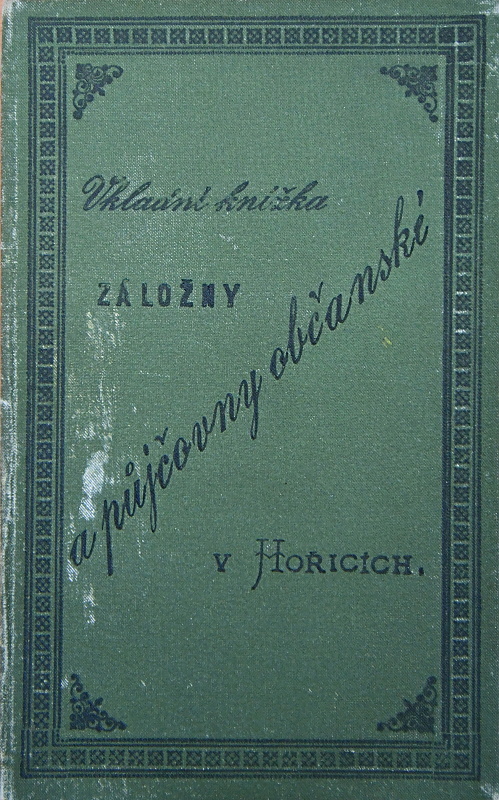 Vkladní knížka
ZÁLOŽNY
a půjčovny občanské
v HOŘICÍCH.